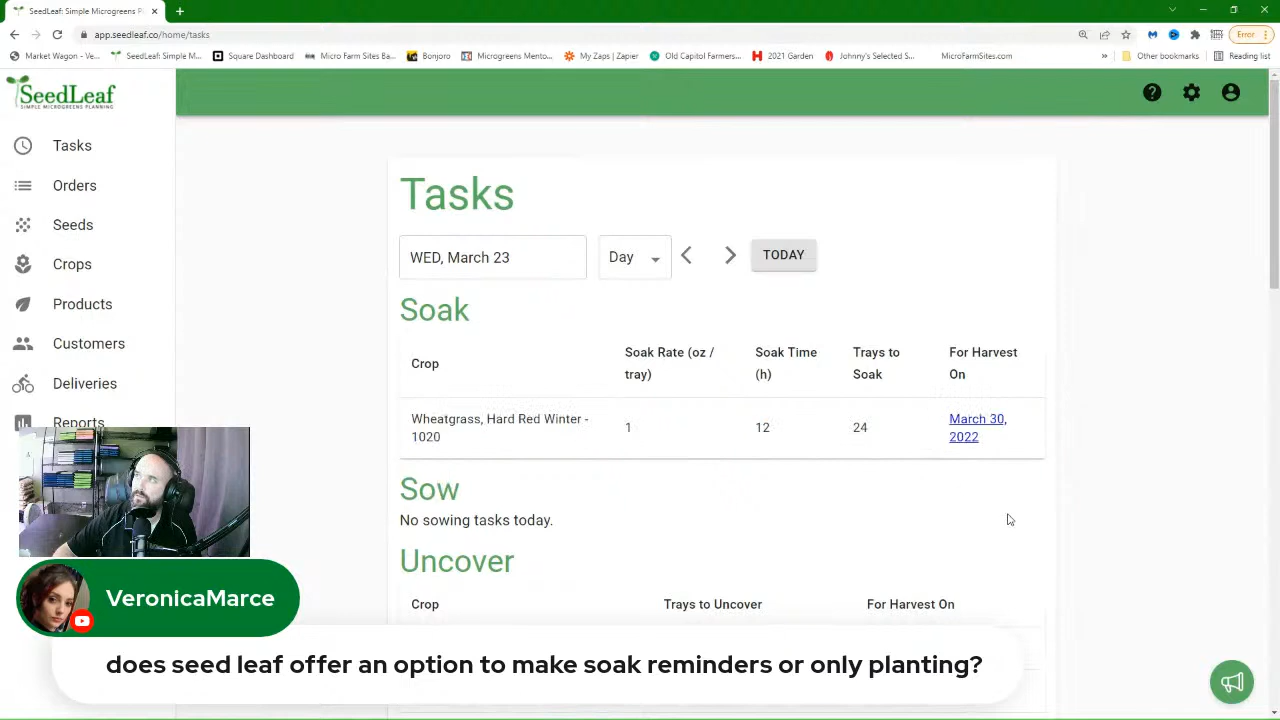 SeedLeaf: Simple Microgreens Pl
app.seedleaf.co/home/tasks
Error
Market Wagon - Ve...
SeedLeaf: Simple M...
Square Dashboard
Micro Farm Sites Ba...
Bonjoro
Microgreens Mento...
My Zaps | Zapier
Old Capitol Farmers...
2021 Garden
Johnny's Selected S...
MicroFarmSites.com
»
Other bookmarks
Reading list
SeedLeaf
SIMPLE MICROGREENS PLANNING
Tasks
Orders
Seeds
Crops
Products
Customers
Deliveries
Reports
Tasks
WED, March 23
Day
TODAY
Soak
Crop
Soak Rate (oz /
tray)
Soak Time
(h)
Trays to
Soak
For Harvest
On
Wheatgrass, Hard Red Winter -
1020
1
12
24
March 30,
2022
Sow
No sowing tasks today.
Uncover
Crop
Trays to Uncover
For Harvest On
VeronicaMarce
does seed leaf offer an option to make soak reminders or only planting?